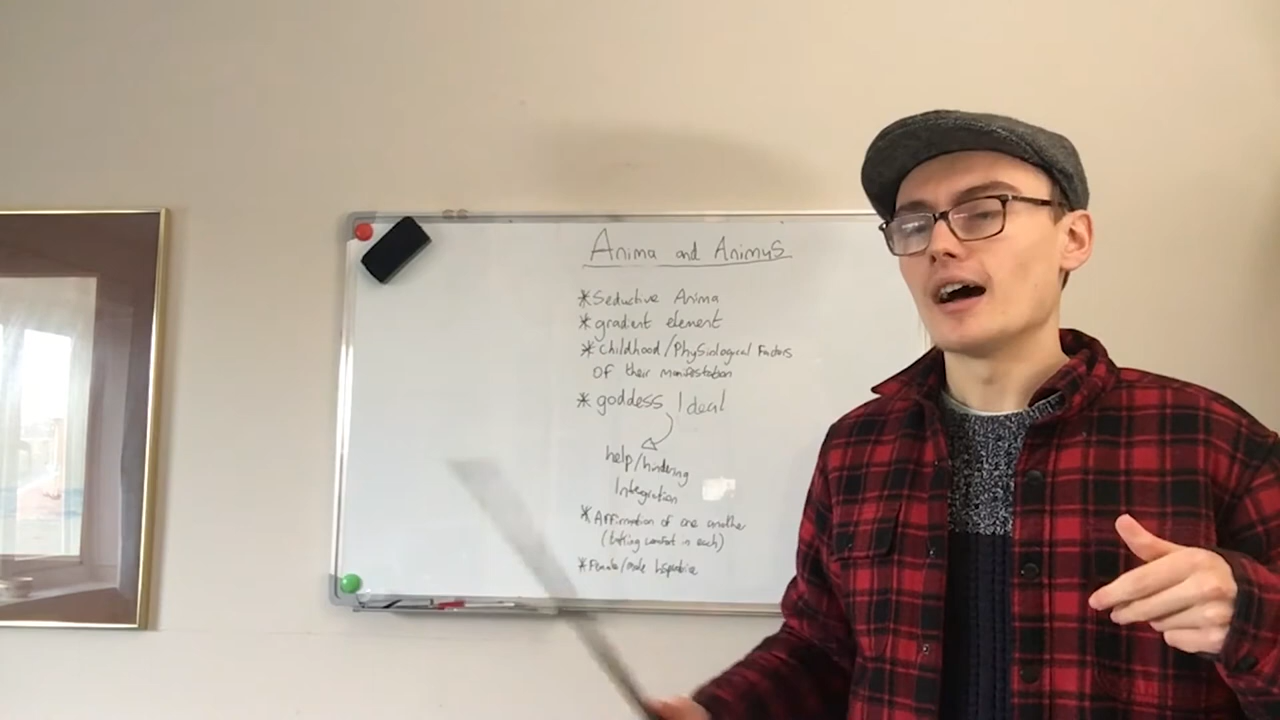 Anima and Animus
*Seductive Anima
*gradient element
*Childhood/Physiological Factors
OF their manifestation
*goddess Ideal
help/hindering
Integration
*Affirmation of one another
(taking comfort in each)
*Female/male